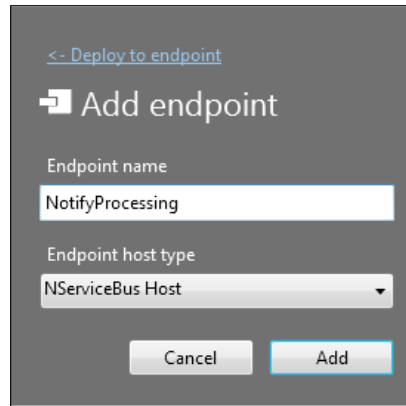 <- Deploy to endpoint
Add endpoint
Endpoint name
NotifyProcessing
Endpoint host type
NServiceBus Host
Cancel Add